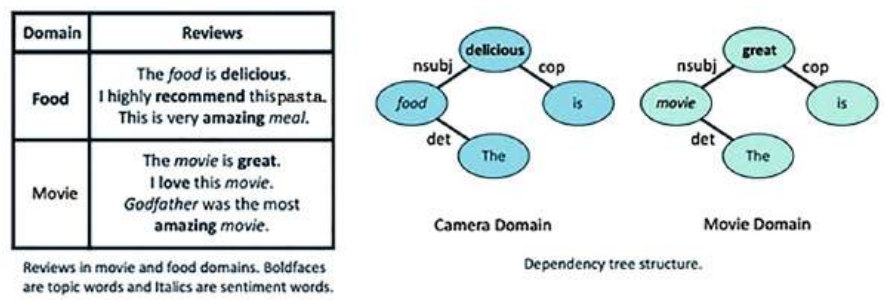 Domain Reviews
Food
The food is delicious.
I highly recommend this pasta.
This is very amazing meal.
Movie
The movie is great.
I love this movie.
Godfather was the most
amazing movie.
Reviews in movie and food domains. Boldfaces
are topic words and Italics are sentiment words.
delicious
nsubj cop
food is
det
The
Camera Domain
great
nsubj cop
movie is
det
The
Movie Domain
Dependency tree structure.